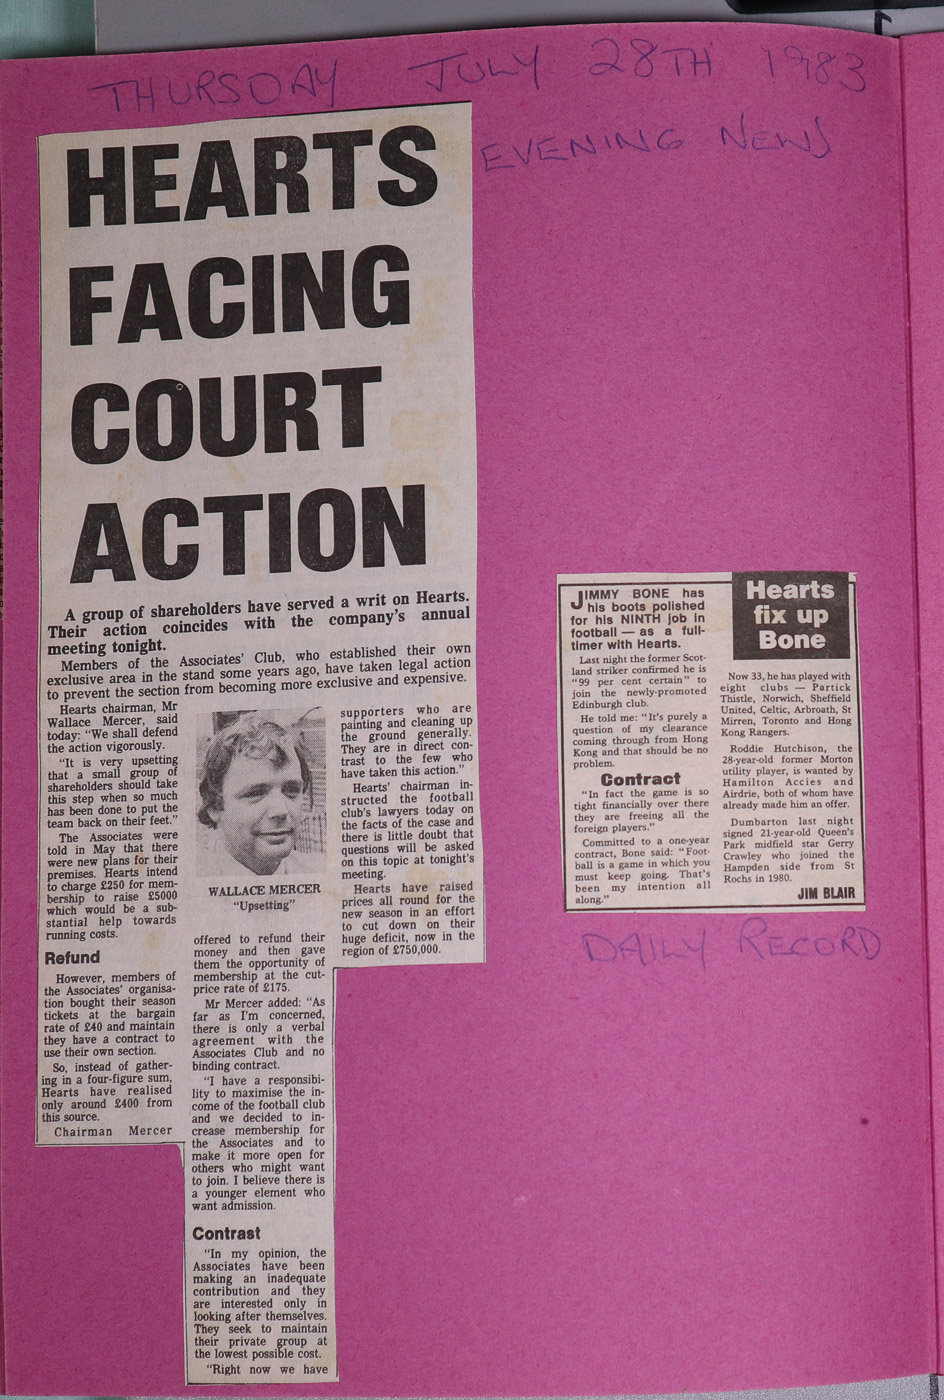 THURSDAY JULY 28TH 1983
EVENING NEWS
HEARTS
FACING
COURT
ACTION
A group of shareholders have served a writ on Hearts.
Their action coincides with the company's annual
meeting tonight.
Members of the Associates' Club, who established their own
exclusive area in the stand some years ago, have taken legal action
to prevent the section from becoming more exclusive and expensive.
Hearts chairman, Mr
Wallace Mercer, said
today: "We shall defend
the action vigorously.
"It is very upsetting
that a small group of
shareholders should take
this step when so much
has been done to put the
team back on their feet."
The Associates were
told in May that there
were new plans for their
premises. Hearts intend
to charge £250 for mem-
bership to raise £5000
which would be a sub-
stantial help towards
running costs.
Refund
However, members of
the Associates' organisa-
tion bought their season
tickets at the bargain
rate of £40 and maintain
they have a contract to
use their own section.
So, instead of gather-
ing in a four-figure sum,
Hearts have realised
only around £400 from
this source.
Chairman Mercer
WALLACE MERCER
"Upsetting"
offered to refund their
money and then gave
them the opportunity of
membership at the cut-
price rate of £175.
Mr Mercer added: "As
far as I'm concerned,
there is only a verbal
agreement with the
Associates Club and no
binding contract.
"I have a responsibi-
lity to maximise the in-
come of the football club
and we decided to in-
crease membership for
the Associates and to
make it more open for
others who might want
to join. I believe there is
a younger element who
want admission.
Contrast
"In my opinion, the
Associates have been
making an inadequate
contribution and they
are interested only in
looking after themselves.
They seek to maintain
their private group at
the lowest possible cost.
"Right now we have
supporters who are
painting and cleaning up
the ground generally.
They are in direct con-
trast to the few who
have taken this action."
Hearts' chairman in-
structed the football
club's lawyers today on
the facts of the case and
there is little doubt that
questions will be asked
on this topic at tonight's
meeting.
Hearts have raised
prices all round for the
new season in an effort
to cut down on their
huge deficit, now in the
region of £750,000.
Hearts
fix up
Bone
JIMMY BONE has
his boots polished
for his NINTH job in
football — as a full-
timer with Hearts.
Last night the former Scot-
land striker confirmed he is
"99 per cent certain" to
join the newly-promoted
Edinburgh club.
He told me: "It's purely a
question of my clearance
coming through from Hong
Kong and that should be no
problem.
Contract
"In fact the game is so
tight financially over there
they are freeing all the
foreign players."
Committed to a one-year
contract, Bone said: "Foot-
ball is a game in which you
must keep going. That's
been my intention all
along."
Now 33, he has played with
eight clubs — Partick
Thistle, Norwich, Sheffield
United, Celtic, Arbroath, St
Mirren, Toronto and Hong
Kong Rangers.
Roddie Hutchison, the
28-year-old former Morton
utility player, is wanted by
Hamilton Accies and
Airdrie, both of whom have
already made him an offer.
Dumbarton last night
signed 21-year-old Queen's
Park midfield star Gerry
Crawley who joined the
Hampden side from St
Rochs in 1980.
JIM BLAIR
DAILY RECORD